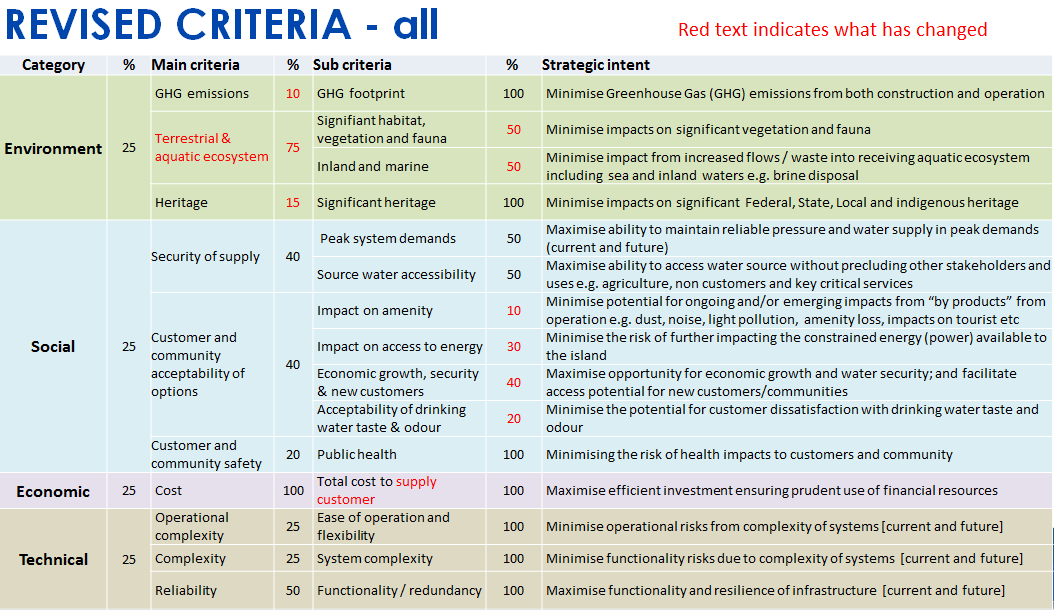 REVISED CRITERIA - all
Red text indicates what has changed
Category % Main criteria % Sub criteria % Strategic intent
Environment 25 GHG emissions 10 GHG footprint 100 Minimise Greenhouse Gas (GHG) emissions from both construction and operation
Terrestrial & aquatic ecosystem 75 Signifiant habitat, vegetation and fauna 50 Minimise impacts on significant vegetation and fauna
Inland and marine 50 Minimise impact from increased flows / waste into receiving aquatic ecosystem including sea and inland waters e.g. brine disposal
Heritage 15 Significant heritage 100 Minimise impacts on significant Federal, State, Local and indigenous heritage
Social 25 Security of supply 40 Peak system demands 50 Maximise ability to maintain reliable pressure and water supply in peak demands (current and future)
Source water accessibility 50 Maximise ability to access water source without precluding other stakeholders and uses e.g. agriculture, non customers and key critical services
Customer and community acceptability of options 40 Impact on amenity 10 Minimise potential for ongoing and/or emerging impacts from “by products” from operation e.g. dust, noise, light pollution, amenity loss, impacts on tourist etc
Impact on access to energy 30 Minimise the risk of further impacting the constrained energy (power) available to the island
Economic growth, security & new customers 40 Maximise opportunity for economic growth and water security; and facilitate access potential for new customers/communities
Acceptability of drinking water taste & odour 20 Minimise the potential for customer dissatisfaction with drinking water taste and odour
Customer and community safety 20 Public health 100 Minimising the risk of health impacts to customers and community
Economic 25 Cost 100 Total cost to supply customer 100 Maximise efficient investment ensuring prudent use of financial resources
Technical 25 Operational complexity 25 Ease of operation and flexibility 100 Minimise operational risks from complexity of systems [current and future]
Complexity 25 System complexity 100 Minimise functionality risks due to complexity of systems [current and future]
Reliability 50 Functionality / redundancy 100 Maximise functionality and resilience of infrastructure [current and future]